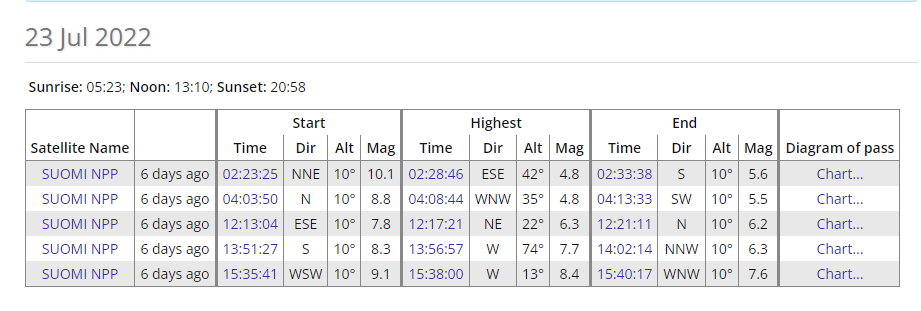 23 Jul 2022
Sunrise: 05:23; Noon: 13:10; Sunset: 20:58
Start Highest End
Satellite Name Time Dir Alt Mag Time Dir Alt Mag Time Dir Alt Mag Diagram of pass
SUOMI NPP 6 days ago 02:23:25 NNE 10° 10.1 02:28:46 ESE 42° 4.8 02:33:38 S 10° 5.6 Chart...
SUOMI NPP 6 days ago 04:03:50 N 10° 8.8 04:08:44 WNW 35° 4.8 04:13:33 SW 10° 5.5 Chart...
SUOMI NPP 6 days ago 12:13:04 ESE 10° 7.8 12:17:21 NE 22° 6.3 12:21:11 N 10° 6.2 Chart...
SUOMI NPP 6 days ago 13:51:27 S 10° 8.3 13:56:57 W 74° 7.7 14:02:14 NNW 10° 6.3 Chart...
SUOMI NPP 6 days ago 15:35:41 WSW 10° 9.1 15:38:00 W 13° 8.4 15:40:17 WNW 10° 7.6 Chart...